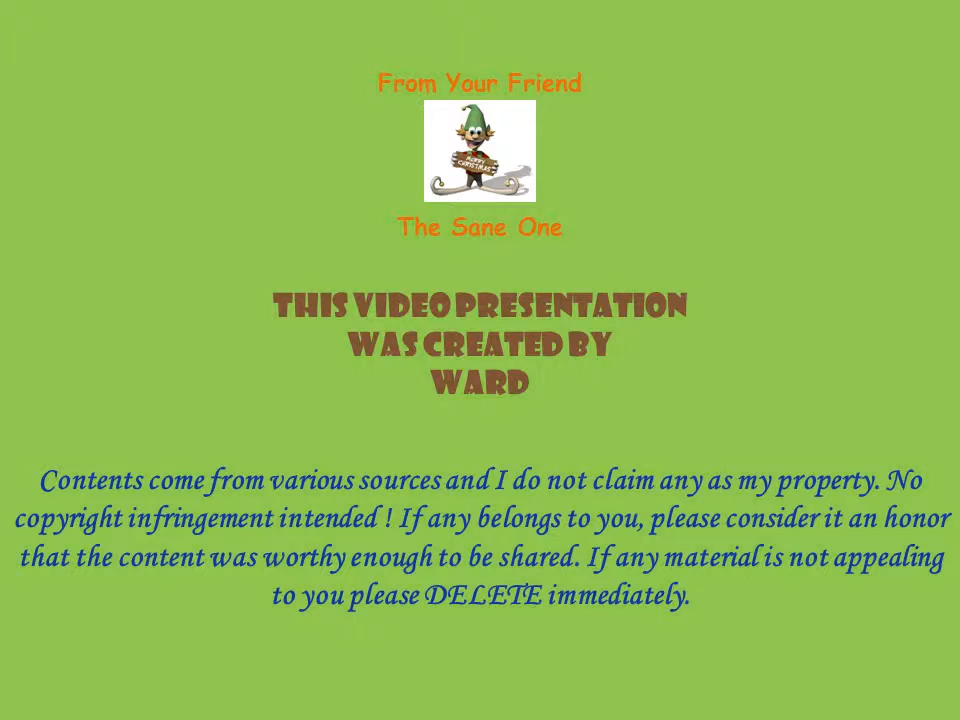 From Your Friend
MERRY
CHRISTMAS
The Sane One
THIS VIDEO PRESENTATION
WAS CREATED BY
WARD
Contents come from various sources and I do not claim any as my property. No
copyright infringement intended ! If any belongs to you, please consider it an honor
that the content was worthy enough to be shared. If any material is not appealing
to you please DELETE immediately.